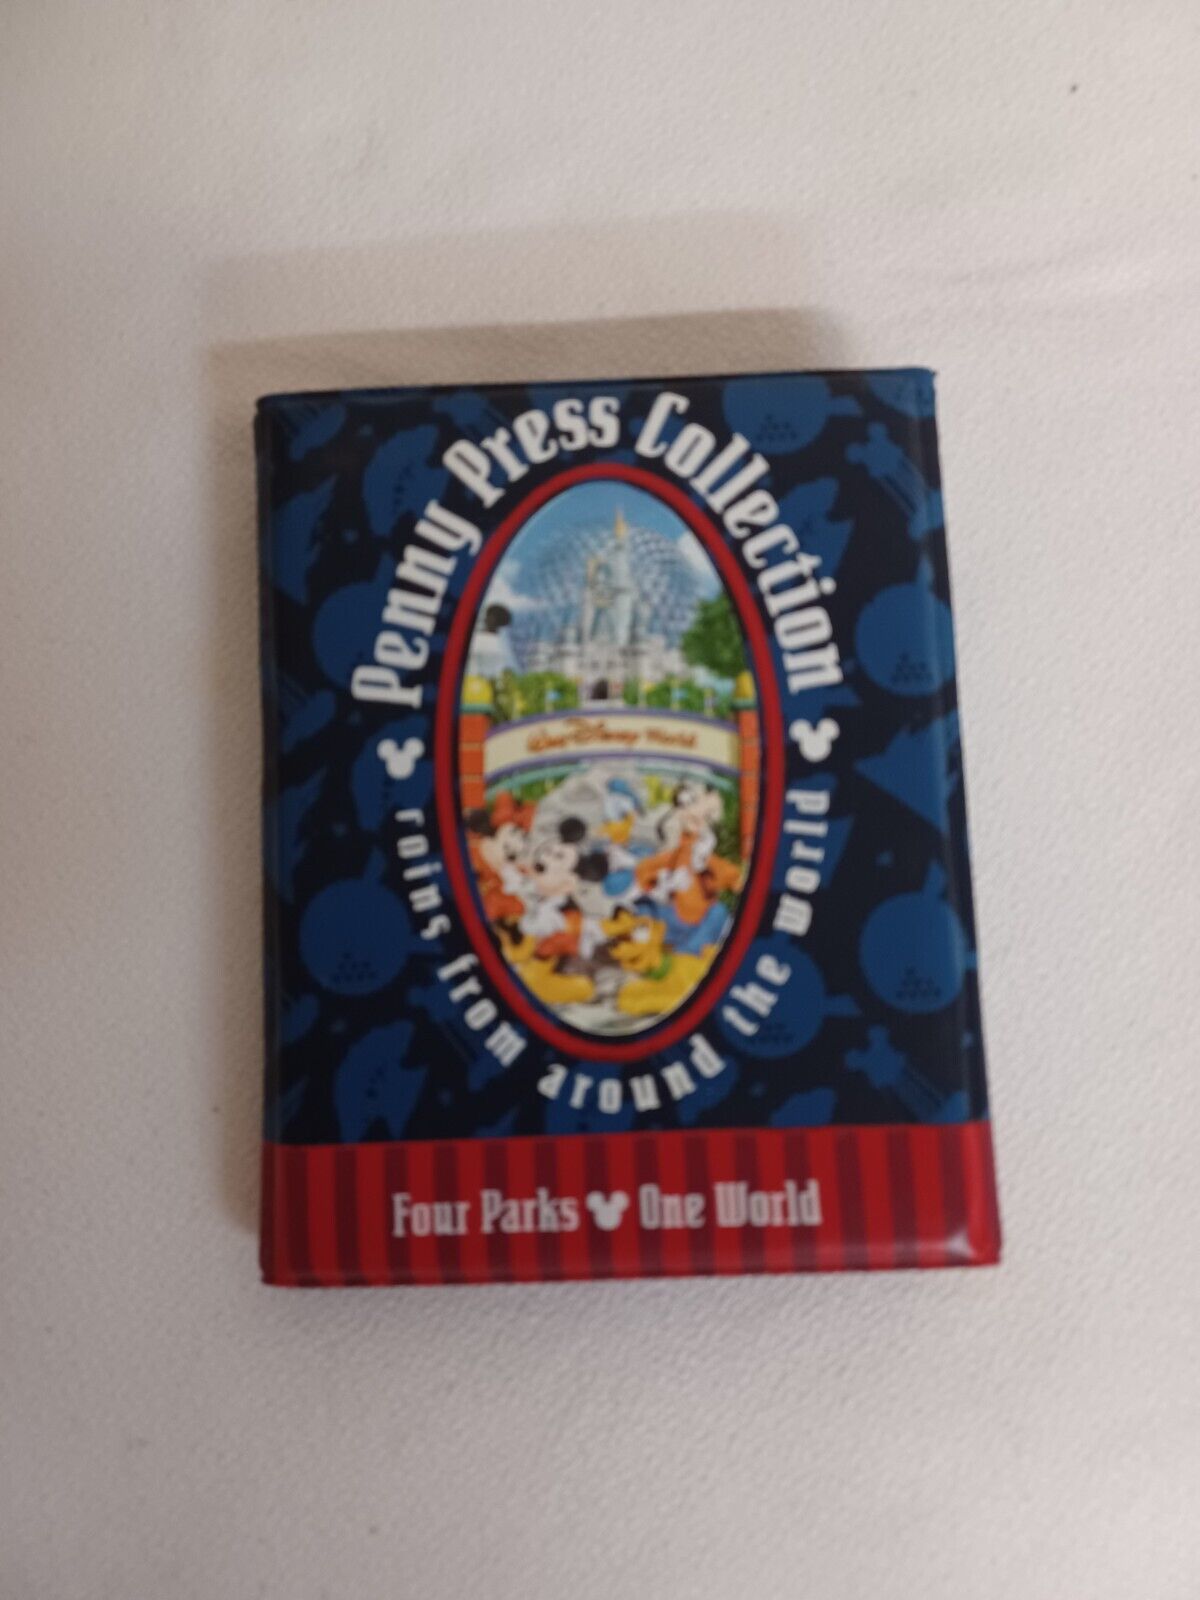 Penny Press Collection
Walt Disney World
coins from around the world
Four Parks One World